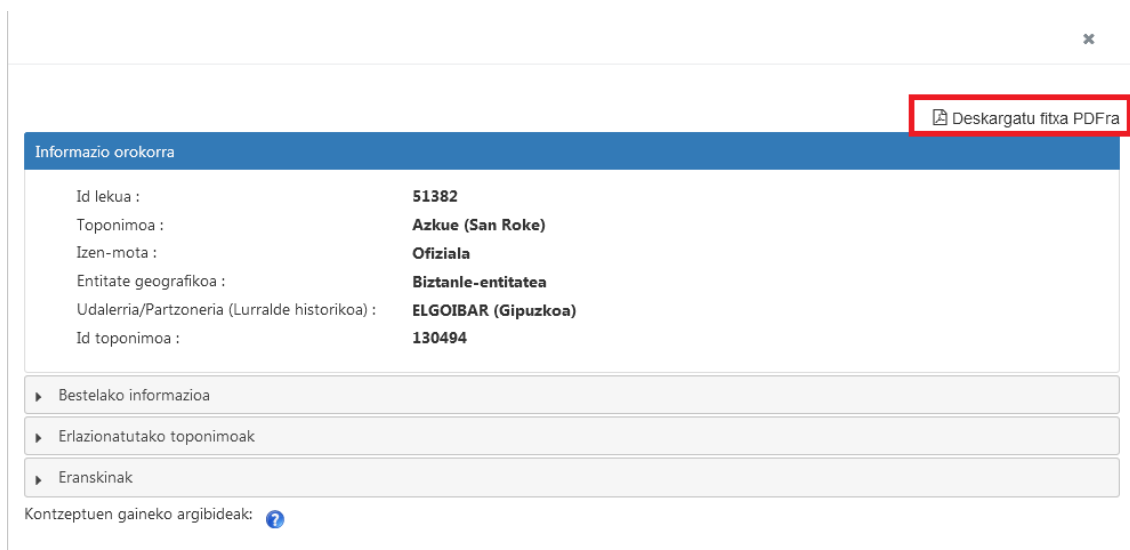 Deskargatu fitxa PDFra
Informazio orokorra
Id lekua : 51382
Toponimoa : Azkue (San Roke)
Izen-mota : Ofiziala
Entitate geografikoa : Biztanle-entitatea
Udalerria/Partzoneria (Lurralde historikoa) : ELGOIBAR (Gipuzkoa)
Id toponimoa : 130494
Bestelako informazioa
Erlazionatutako toponimoak
Eranskinak
Kontzeptuen gaineko argibideak: ?